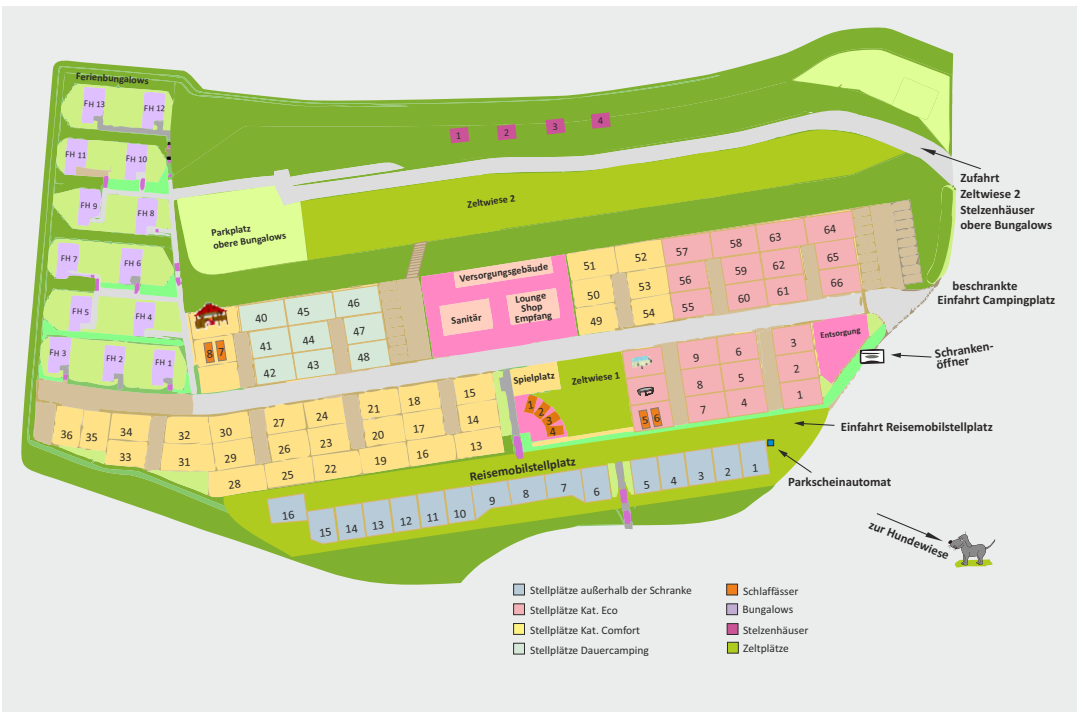 Ferienbungalows
FH 13
FH 12
FH 11
FH 10
FH 9
FH 8
FH 7
FH 6
FH 5
FH 4
FH 3
FH 2
FH 1
1
2
3
4
Zufahrt
Zeltwiese 2
Stelzenhäuser
obere Bungalows
Zeltwiese 2
Parkplatz
obere Bungalows
Versorgungsgebäude
Sanitär
Lounge
Shop
Empfang
40
45
46
41
44
47
42
43
48
8
7
51
52
57
58
63
64
50
53
56
59
62
65
49
54
55
60
61
66
beschrankte
Einfahrt Campingplatz
Entsorgung
Schranken-
öffner
Spielplatz
Zeltwiese 1
1
2
3
4
5
6
9
6
3
8
5
2
7
4
1
Einfahrt Reisemobilstellplatz
36
35
34
33
32
31
30
29
28
27
26
25
24
23
22
21
20
19
18
17
16
15
14
13
Reisemobilstellplatz
16
15
14
13
12
11
10
9
8
7
6
5
4
3
2
1
Parkscheinautomat
zur Hundewiese
Stellplätze außerhalb der Schranke
Stellplätze Kat. Eco
Stellplätze Kat. Comfort
Stellplätze Dauercamping
Schlaffässer
Bungalows
Stelzenhäuser
Zeltplätze